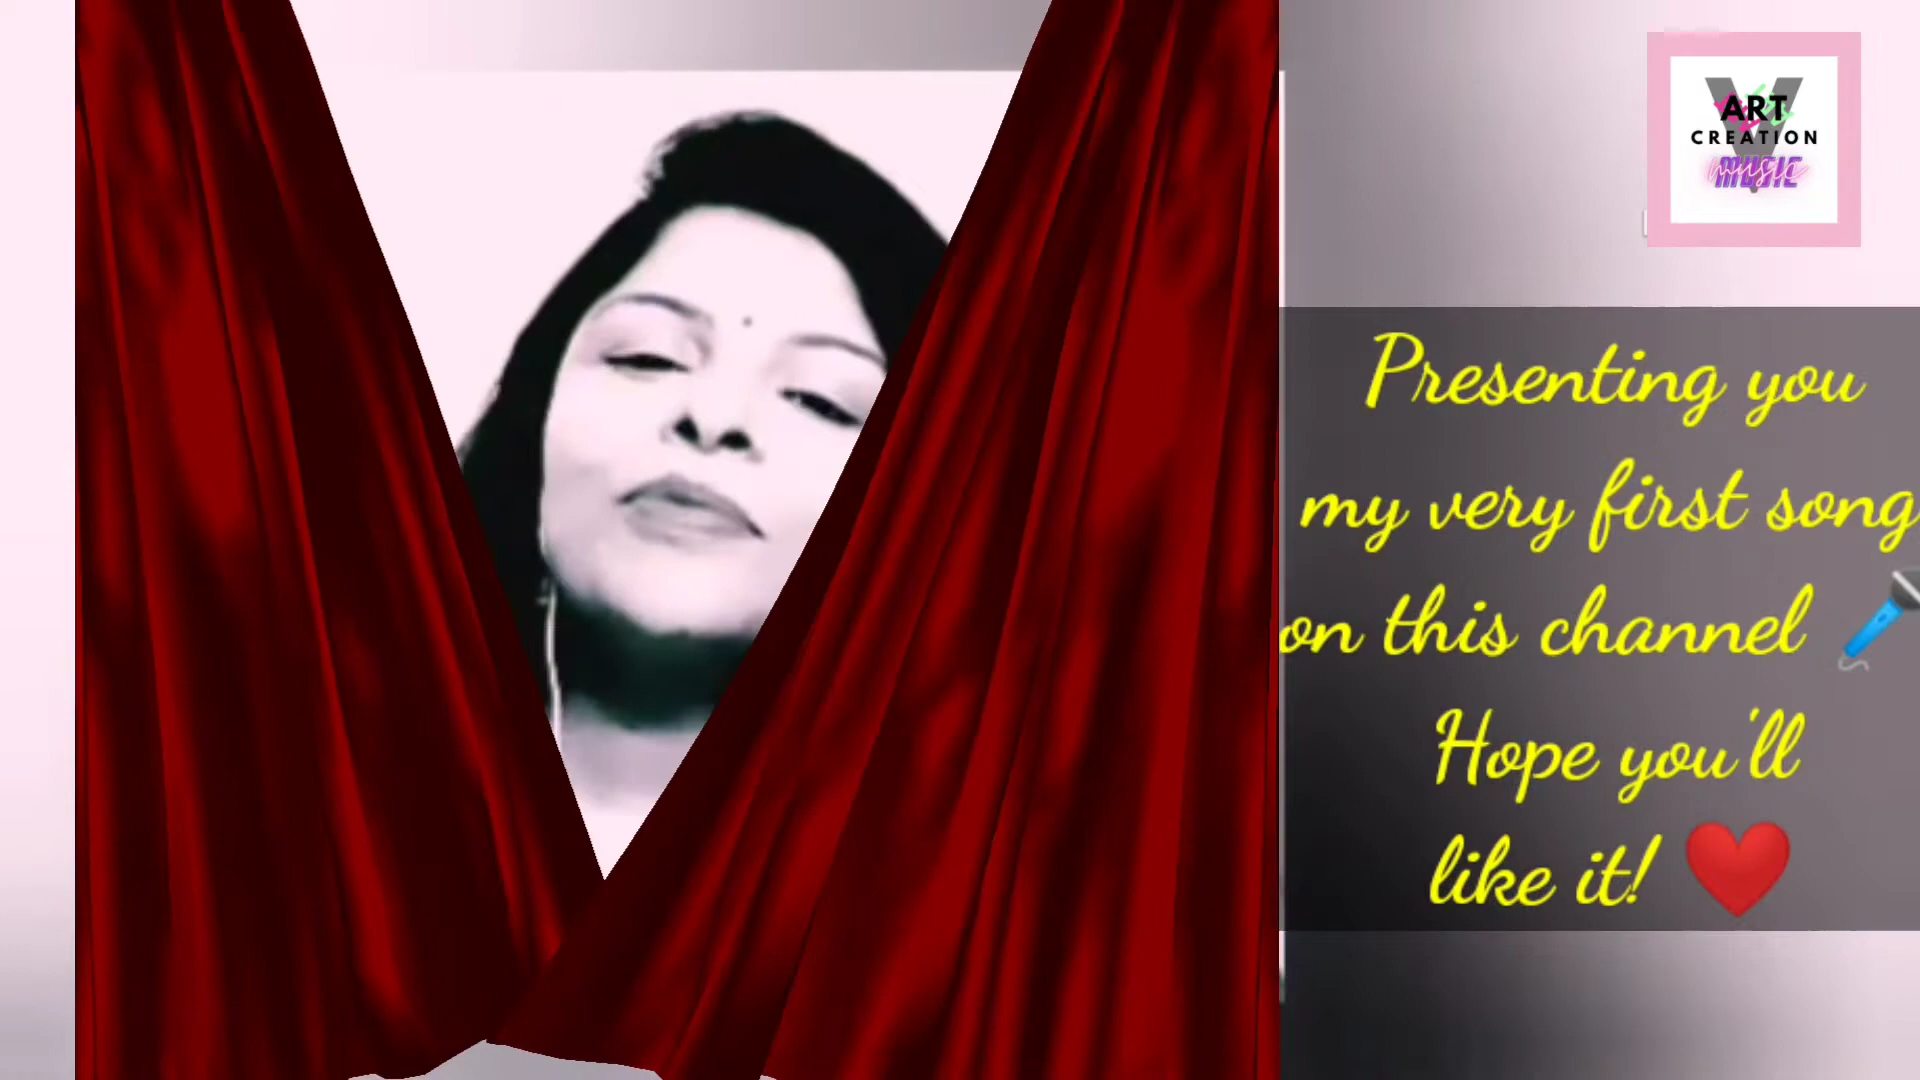 ART
CREATION
MUSIC
Presenting you
my very first song
on this channel 🎤
Hope you'll
like it! ❤️